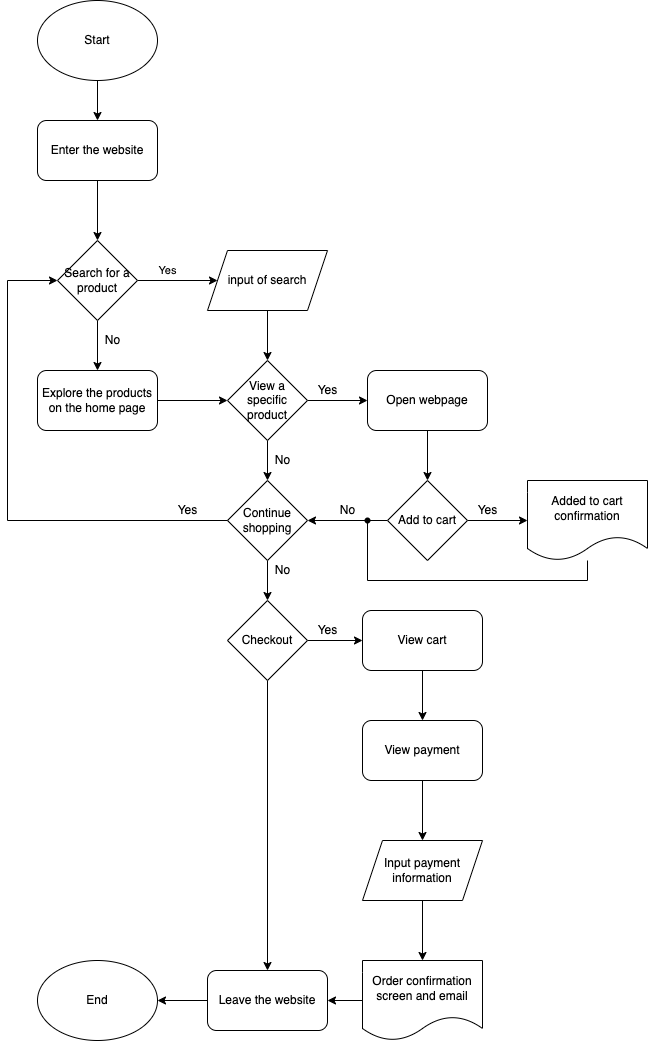 Start
Enter the website
Search for a
product
Yes
input of search
No
Explore the products
on the home page
View a
specific
product
Yes
Open webpage
No
Yes
Continue
shopping
No
Add to cart
Yes
Added to cart
confirmation
No
Checkout
Yes
View cart
View payment
Input payment
information
Order confirmation
screen and email
Leave the website
End